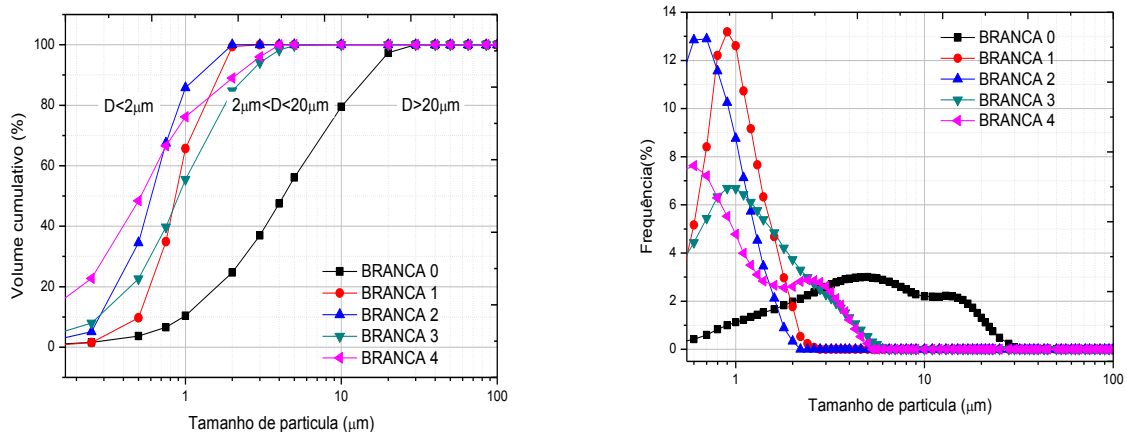 100
80
60
40
20
0
1
10
100
Volume cumulativo (%)
Tamanho de particula (μm)
D<2μm
2μm<D<20μm
D>20μm
BRANCA 0
BRANCA 1
BRANCA 2
BRANCA 3
BRANCA 4
14
12
10
8
6
4
2
0
1
10
100
Frequência(%)
Tamanho de particula (μm)
BRANCA 0
BRANCA 1
BRANCA 2
BRANCA 3
BRANCA 4